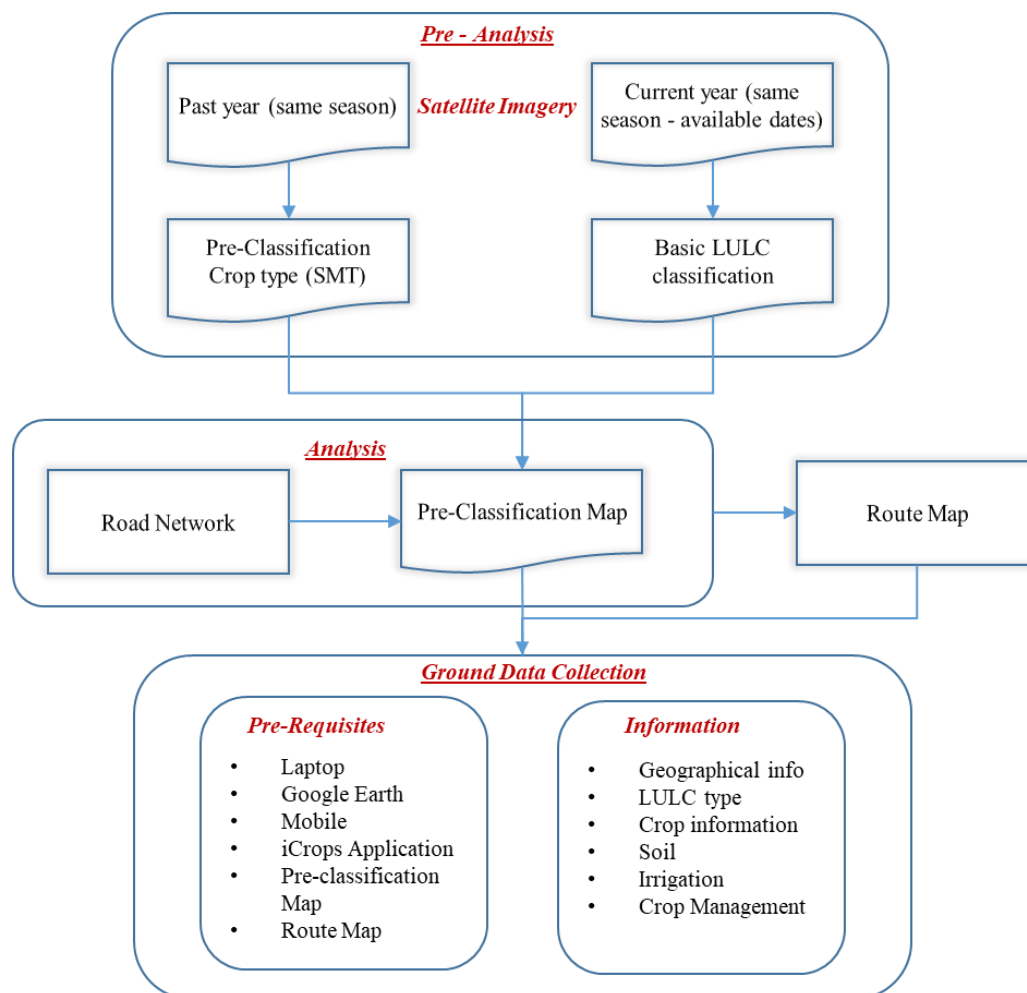 Pre - Analysis
Past year (same season)
Satellite Imagery
Current year (same
season - available dates)
Pre-Classification
Crop type (SMT)
Basic LULC
classification
Analysis
Road Network
Pre-Classification Map
Route Map
Ground Data Collection
Pre-Requisites
• Laptop
• Google Earth
• Mobile
• iCrops Application
• Pre-classification
Map
• Route Map
Information
• Geographical info
• LULC type
• Crop information
• Soil
• Irrigation
• Crop Management